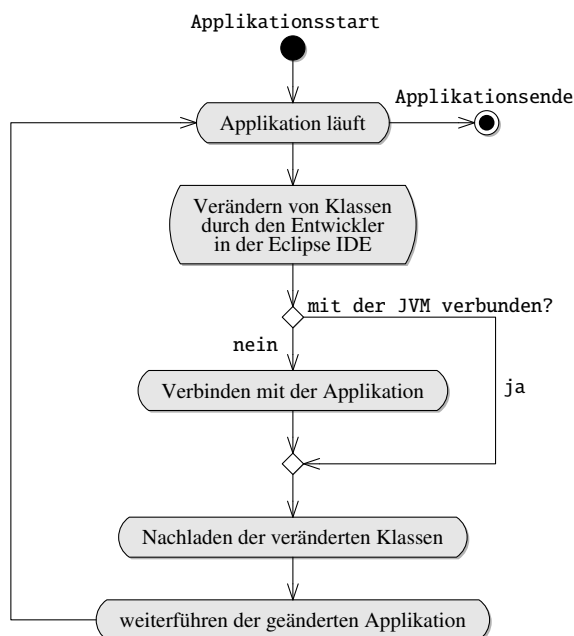 Applikationsstart
Applikationsende
Applikation läuft
Verändern von Klassen
durch den Entwickler
in der Eclipse IDE
mit der JVM verbunden?
nein
Verbinden mit der Applikation
ja
Nachladen der veränderten Klassen
weiterführen der geänderten Applikation